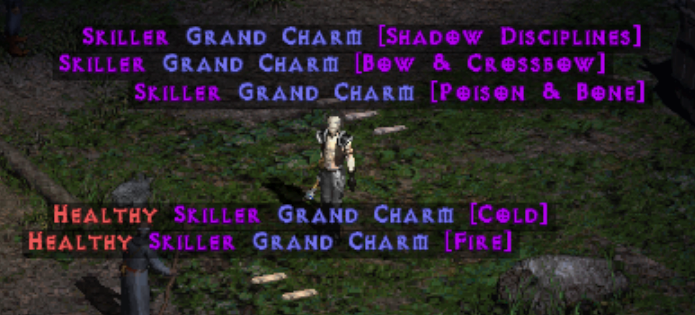 Skiller Grand Charm [Shadow Disciplines]
Skiller Grand Charm [Bow & Crossbow]
Skiller Grand Charm [Poison & Bone]
Healthy Skiller Grand Charm [Cold]
Healthy Skiller Grand Charm [Fire]